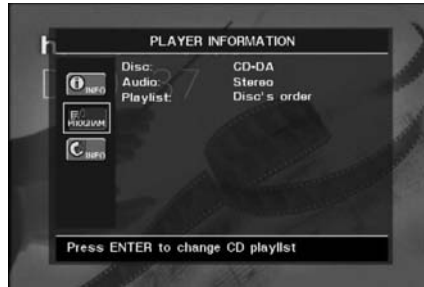 h
PLAYER INFORMATION
Disc: CD-DA
Audio: Stereo
Playlist: Disc's order
INFO
PROGRAM
INFO
D 37
Press ENTER to change CD playlist